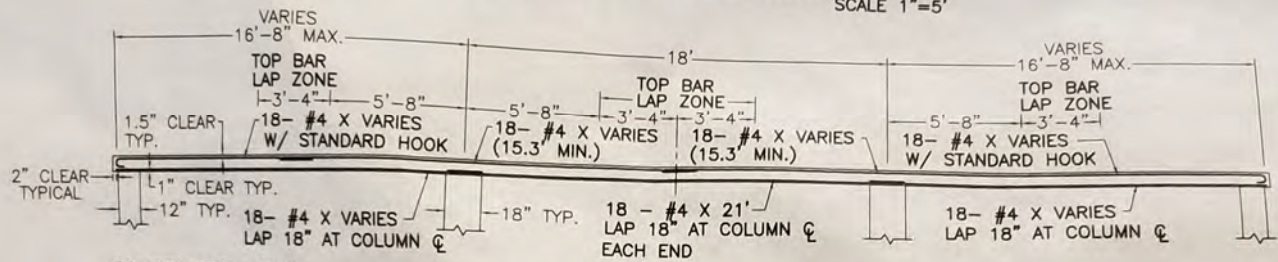 SCALE 1"=5'
VARIES
16'-8" MAX.
18'
VARIES
16'-8" MAX.
TOP BAR
LAP ZONE
3'-4"
5'-8"
5'-8"
TOP BAR
LAP ZONE
3'-4"
3'-4"
TOP BAR
LAP ZONE
5'-8"
3'-4"
1.5" CLEAR
TYP.
18- #4 X VARIES
W/ STANDARD HOOK
18- #4 X VARIES
(15.3' MIN.)
18- #4 X VARIES
(15.3' MIN.)
18- #4 X VARIES
W/ STANDARD HOOK
2" CLEAR
TYPICAL
1" CLEAR TYP.
12" TYP.
18- #4 X VARIES
LAP 18" AT COLUMN ℄
18" TYP.
18 - #4 X 21'
LAP 18" AT COLUMN ℄
EACH END
18- #4 X VARIES
LAP 18" AT COLUMN ℄